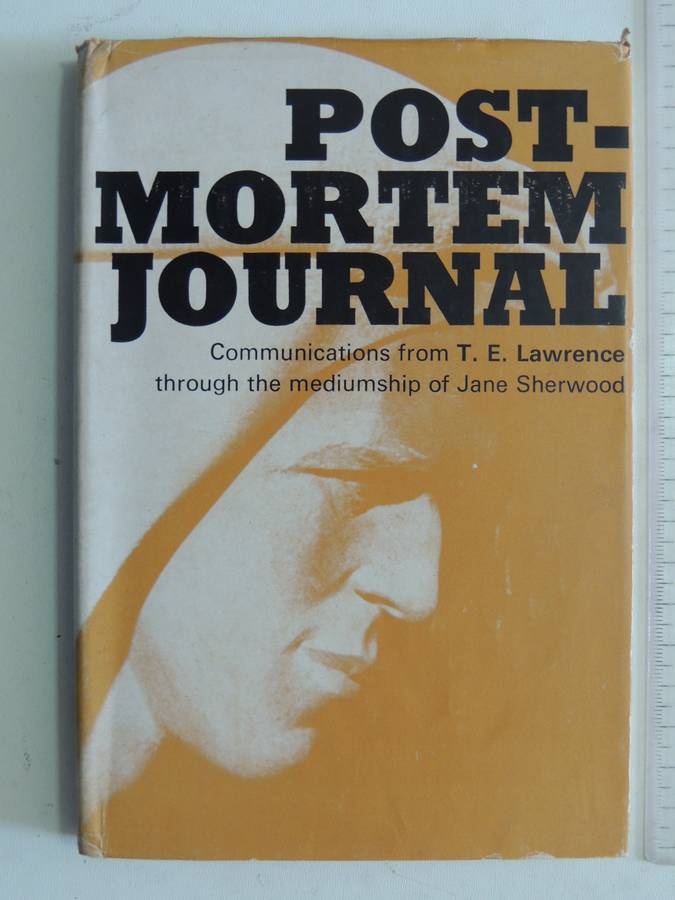 POST-
MORTEM
JOURNAL
Communications from T. E. Lawrence
through the mediumship of Jane Sherwood